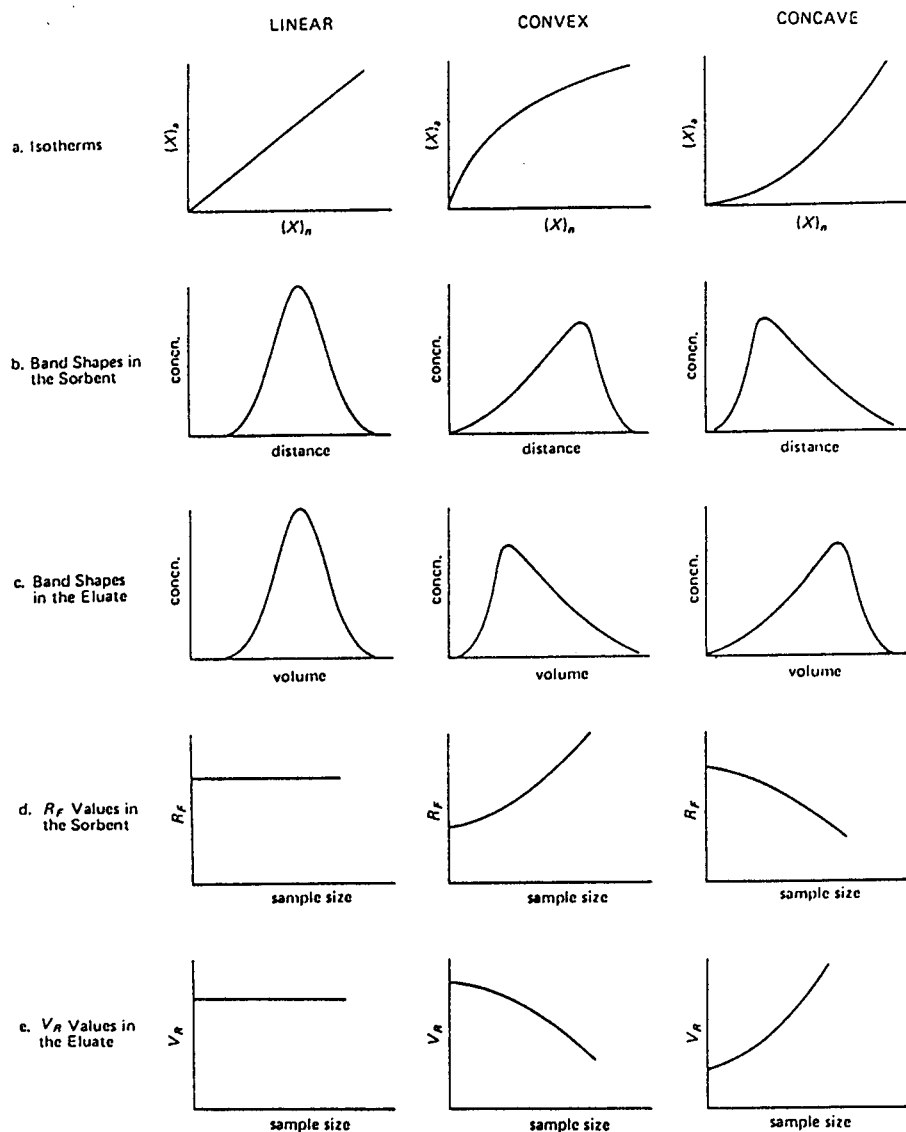 LINEAR
CONVEX
CONCAVE
a. Isotherms
(X)a
(X)n
(X)a
(X)n
(X)a
(X)n
b. Band Shapes in
the Sorbent
concn.
distance
concn.
distance
concn.
distance
c. Band Shapes
in the Eluate
concn.
volume
concn.
volume
concn.
volume
d. RF Values in
the Sorbent
RF
sample size
RF
sample size
RF
sample size
e. VR Values in
the Eluate
VR
sample size
VR
sample size
VR
sample size